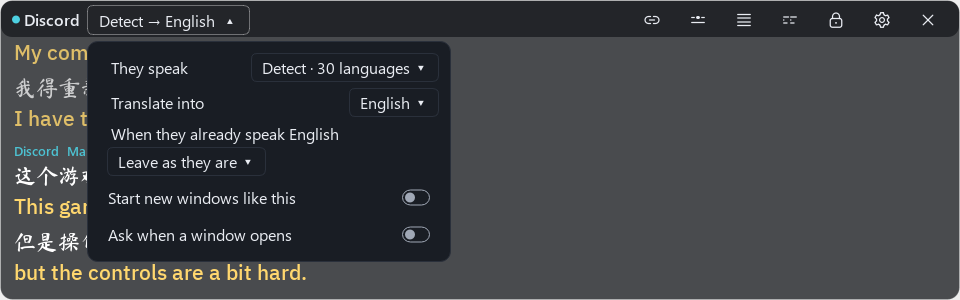 Discord Detect → English ▲
My com
They speak Detect · 30 languages ▼
我得重
Translate into English ▼
I have t
When they already speak English
Discord Ma
Leave as they are ▼
这个游
This gar
Start new windows like this
但是操
Ask when a window opens
but the controls are a bit hard.